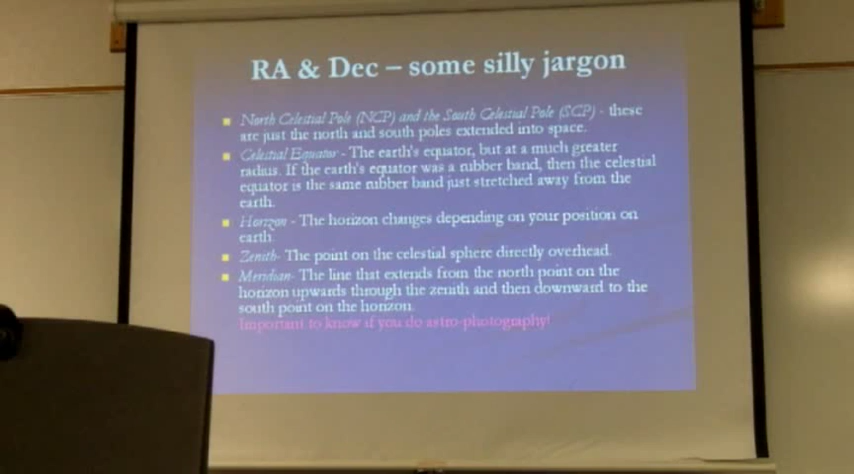 RA & Dec – some silly jargon
North Celestial Pole (NCP) and the South Celestial Pole (SCP) - these
are just the north and south poles extended into space.
Celestial Equator - The earth's equator, but at a much greater
radius. If the earth's equator was a rubber band, then the celestial
equator is the same rubber band just stretched away from the
earth.
Horizon - The horizon changes depending on your position on
earth.
Zenith- The point on the celestial sphere directly overhead.
Meridian- The line that extends from the north point on the
horizon upwards through the zenith and then downward to the
south point on the horizon.
Important to know if you do astro-photography!